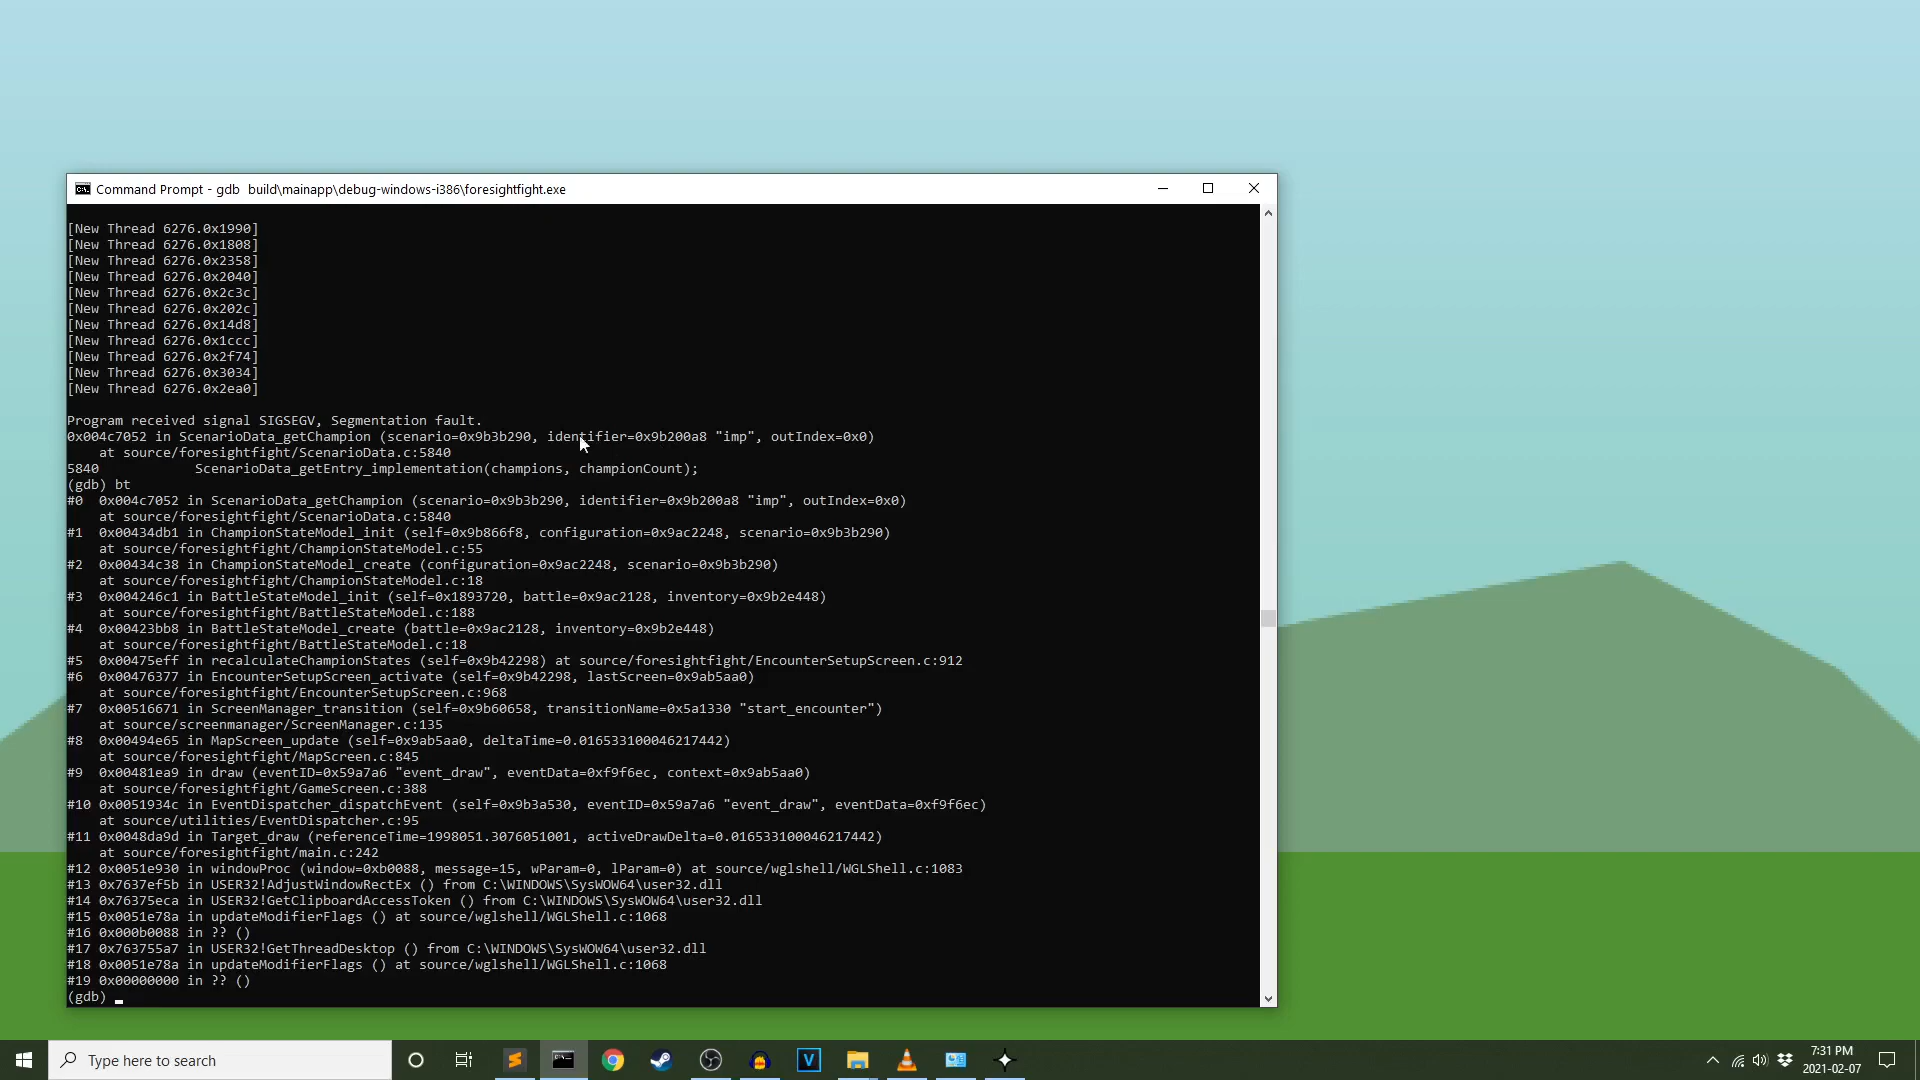 Command Prompt - gdb  build\mainapp\debug-windows-i386\foresightfight.exe
[New Thread 6276.0x1990]
[New Thread 6276.0x1808]
[New Thread 6276.0x2358]
[New Thread 6276.0x2040]
[New Thread 6276.0x2c3c]
[New Thread 6276.0x202c]
[New Thread 6276.0x14d8]
[New Thread 6276.0x1ccc]
[New Thread 6276.0x2f74]
[New Thread 6276.0x3034]
[New Thread 6276.0x2ea0]
Program received signal SIGSEGV, Segmentation fault.
0x004c7052 in ScenarioData_getChampion (scenario=0x9b3b290, identifier=0x9b200a8 "imp", outIndex=0x0)
    at source/foresightfight/ScenarioData.c:5840
5840            ScenarioData_getEntry_implementation(champions, championCount);
(gdb) bt
#0  0x004c7052 in ScenarioData_getChampion (scenario=0x9b3b290, identifier=0x9b200a8 "imp", outIndex=0x0)
    at source/foresightfight/ScenarioData.c:5840
#1  0x00434db1 in ChampionStateModel_init (self=0x9b866f8, configuration=0x9ac2248, scenario=0x9b3b290)
    at source/foresightfight/ChampionStateModel.c:55
#2  0x00434c38 in ChampionStateModel_create (configuration=0x9ac2248, scenario=0x9b3b290)
    at source/foresightfight/ChampionStateModel.c:18
#3  0x004246c1 in BattleStateModel_init (self=0x1893720, battle=0x9ac2128, inventory=0x9b2e448)
    at source/foresightfight/BattleStateModel.c:188
#4  0x00423bb8 in BattleStateModel_create (battle=0x9ac2128, inventory=0x9b2e448)
    at source/foresightfight/BattleStateModel.c:18
#5  0x00475eff in recalculateChampionStates (self=0x9b42298) at source/foresightfight/EncounterSetupScreen.c:912
#6  0x00476377 in EncounterSetupScreen_activate (self=0x9b42298, lastScreen=0x9ab5aa0)
    at source/foresightfight/EncounterSetupScreen.c:968
#7  0x00516671 in ScreenManager_transition (self=0x9b60658, transitionName=0x5a1330 "start_encounter")
    at source/screenmanager/ScreenManager.c:135
#8  0x00494e65 in MapScreen_update (self=0x9ab5aa0, deltaTime=0.016533100046217442)
    at source/foresightfight/MapScreen.c:845
#9  0x00481ea9 in draw (eventID=0x59a7a6 "event_draw", eventData=0xf9f6ec, context=0x9ab5aa0)
    at source/foresightfight/GameScreen.c:388
#10 0x0051934c in EventDispatcher_dispatchEvent (self=0x9b3a530, eventID=0x59a7a6 "event_draw", eventData=0xf9f6ec)
    at source/utilities/EventDispatcher.c:95
#11 0x0048da9d in Target_draw (referenceTime=1998051.3076051001, activeDrawDelta=0.016533100046217442)
    at source/foresightfight/main.c:242
#12 0x0051e930 in windowProc (window=0xb0088, message=15, wParam=0, lParam=0) at source/wglshell/WGLShell.c:1083
#13 0x7637ef5b in USER32!AdjustWindowRectEx () from C:\WINDOWS\SysWOW64\user32.dll
#14 0x76375eca in USER32!GetClipboardAccessToken () from C:\WINDOWS\SysWOW64\user32.dll
#15 0x0051e78a in updateModifierFlags () at source/wglshell/WGLShell.c:1068
#16 0x000b0088 in ?? ()
#17 0x763755a7 in USER32!GetThreadDesktop () from C:\WINDOWS\SysWOW64\user32.dll
#18 0x0051e78a in updateModifierFlags () at source/wglshell/WGLShell.c:1068
#19 0x00000000 in ?? ()
(gdb)
Type here to search
7:31 PM
2021-02-07